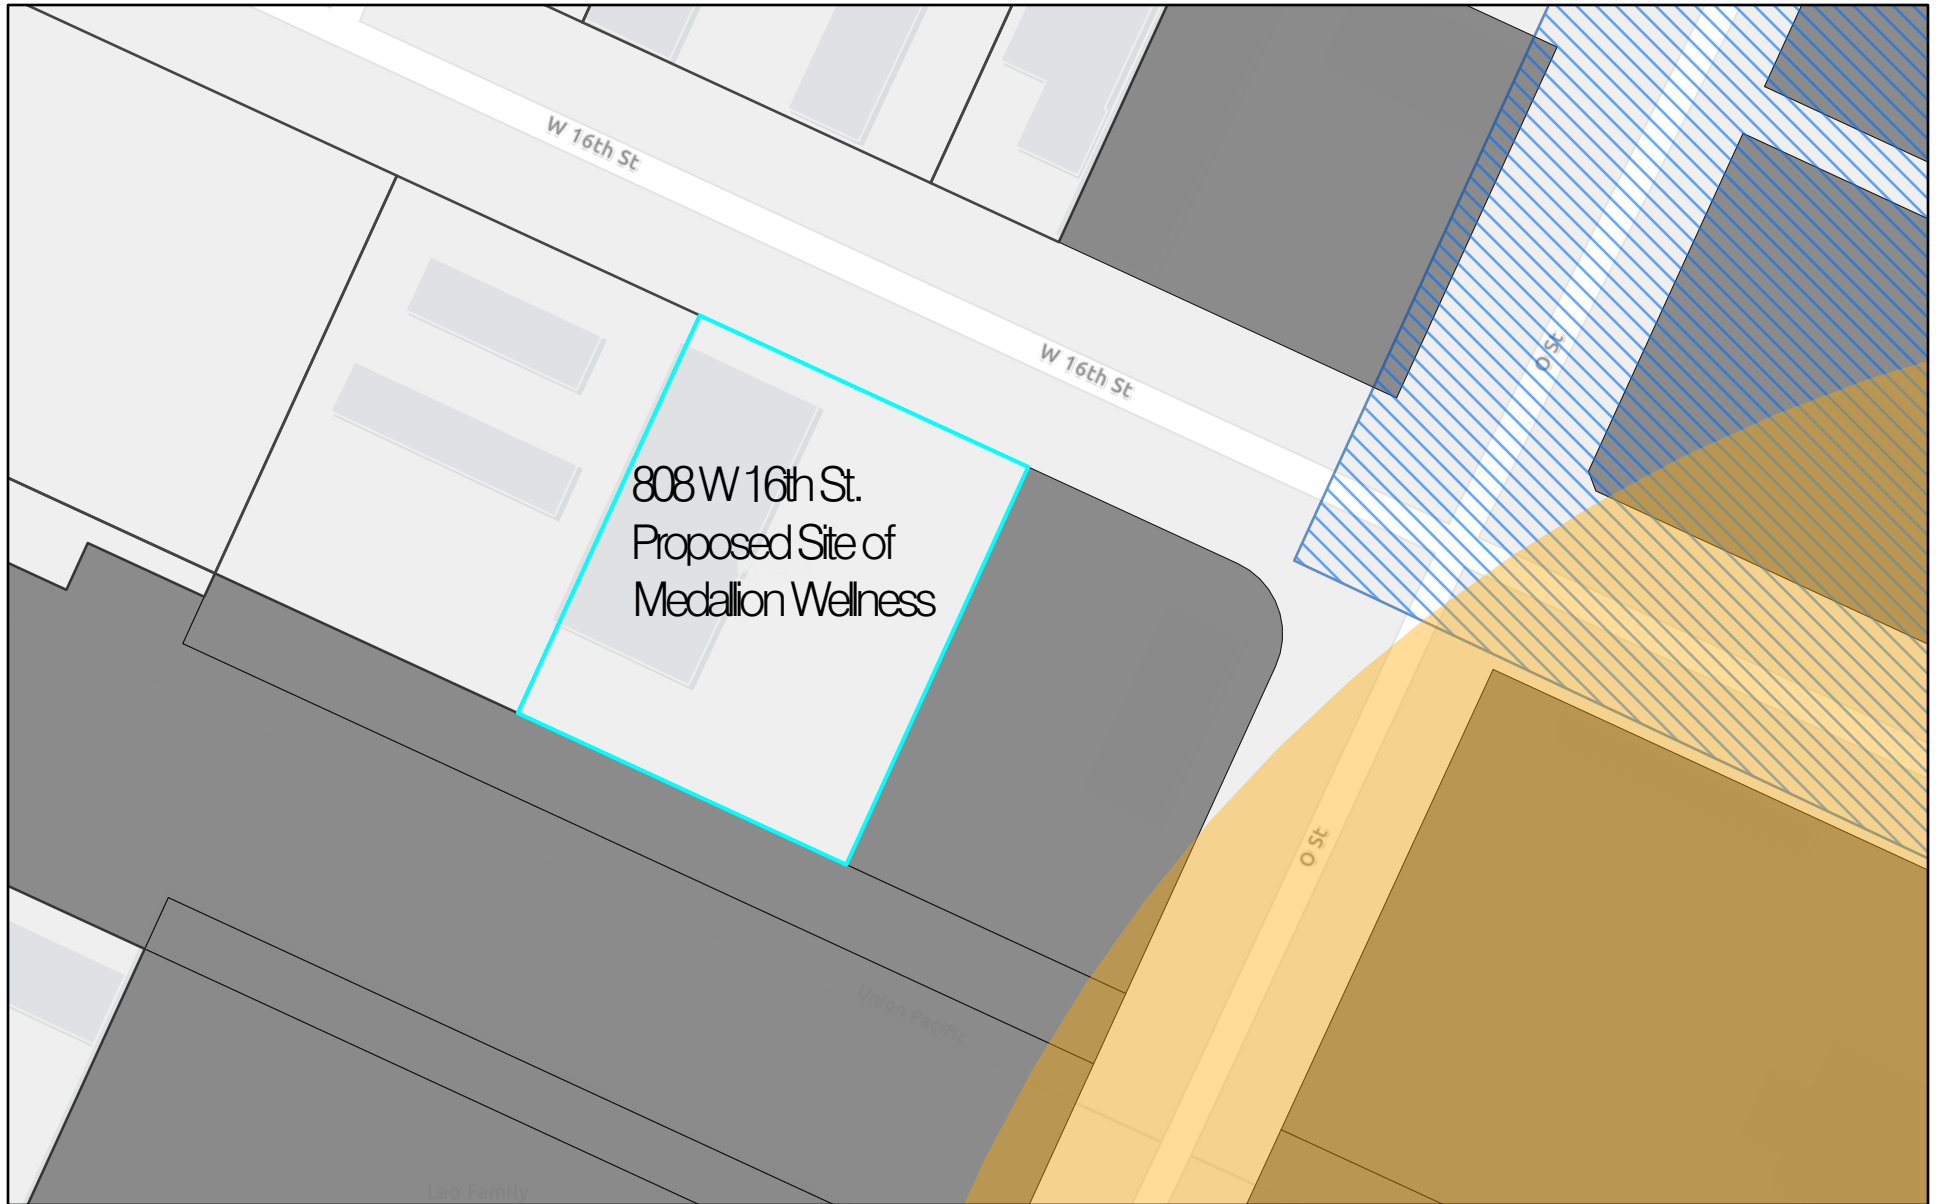 W 16th St
W 16th St
O St
808 W 16th St.
Proposed Site of
Medallion Wellness
O St
Union Pacific
Lao Family